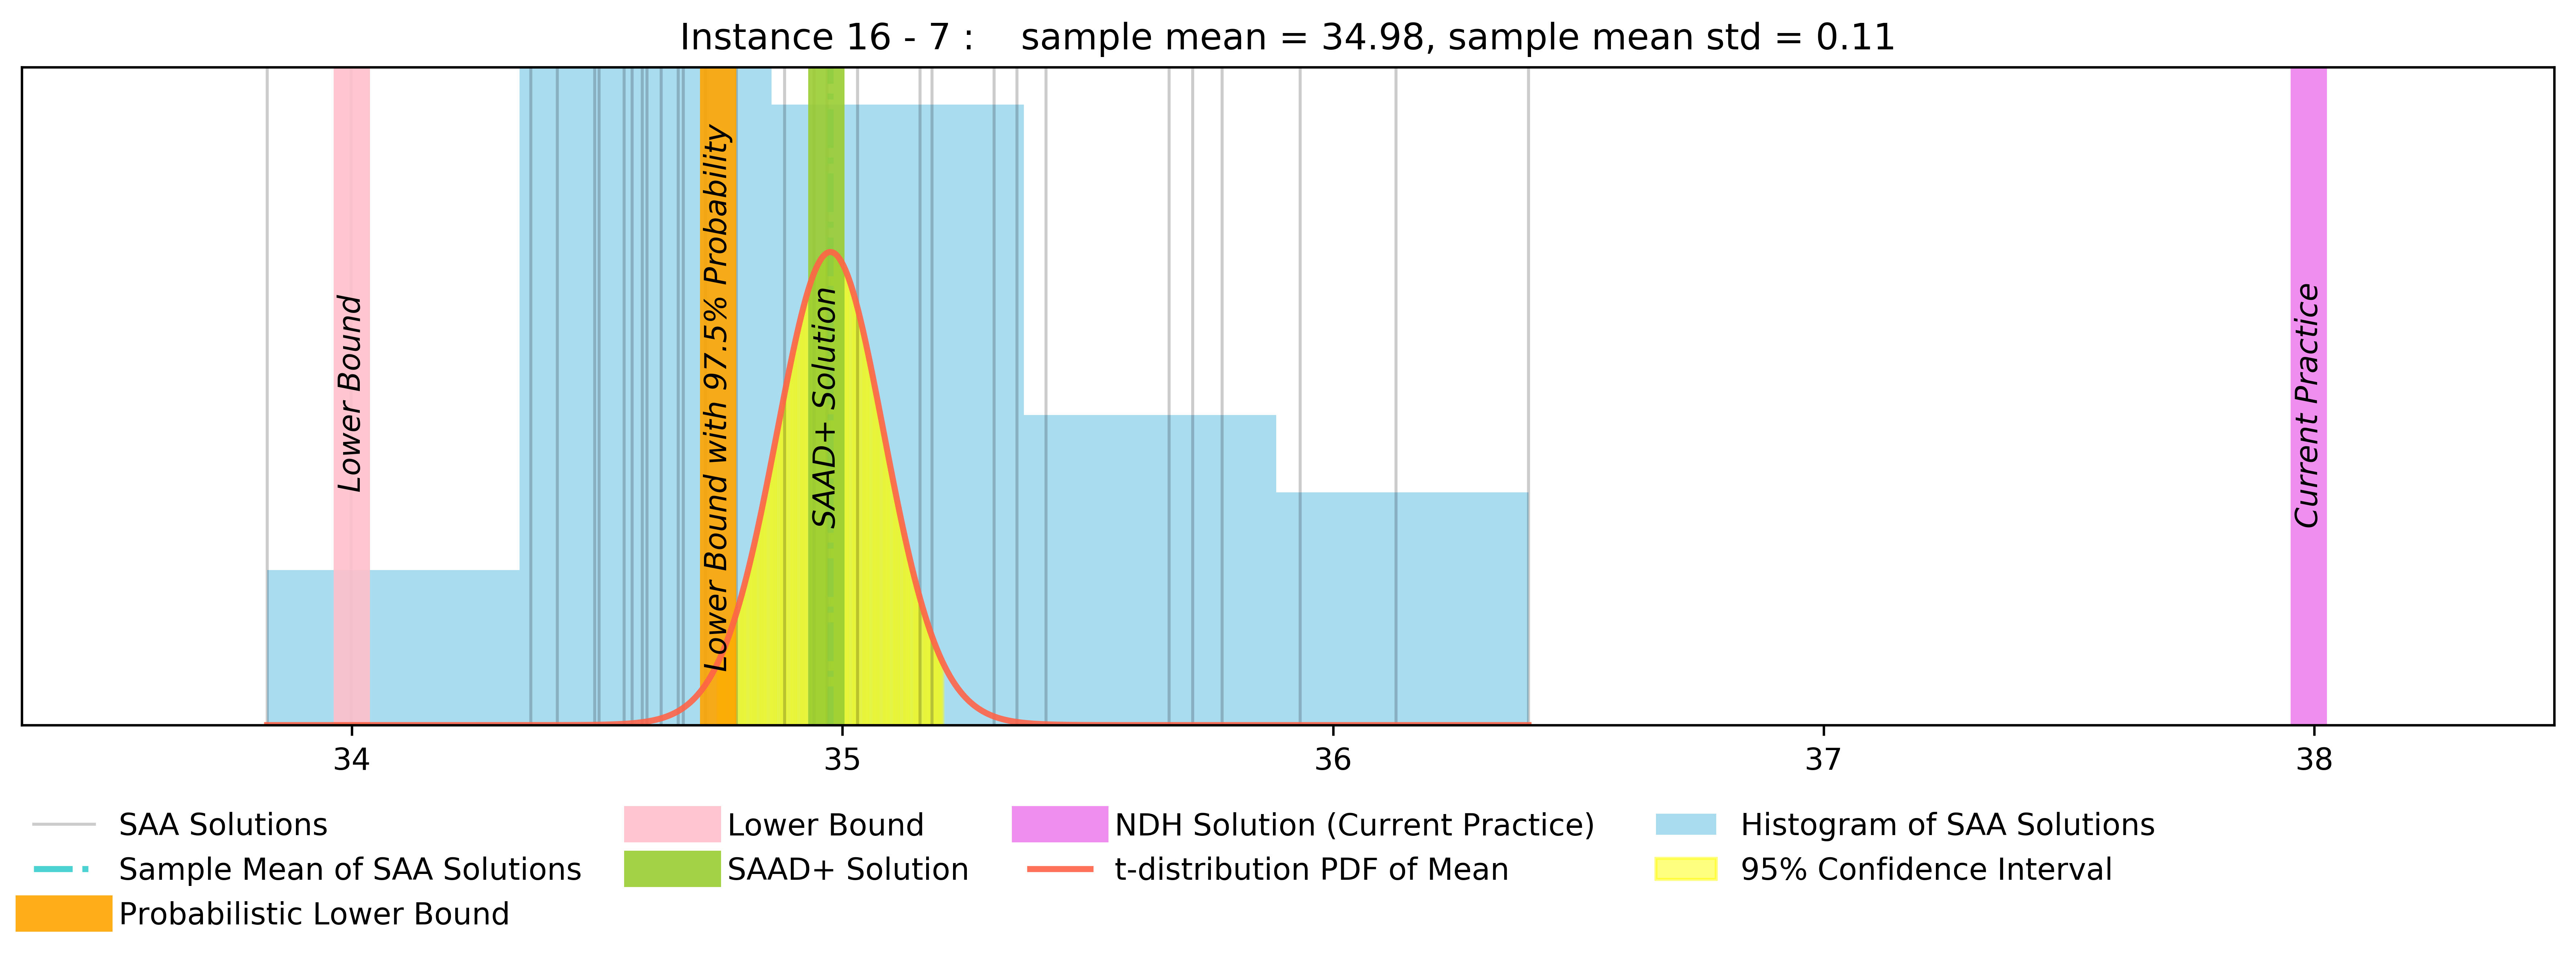 Instance 16 - 7 :    sample mean = 34.98, sample mean std = 0.11
Lower Bound
Lower Bound with 97.5% Probability
SAAD+ Solution
Current Practice
34
35
36
37
38
SAA Solutions
Sample Mean of SAA Solutions
Probabilistic Lower Bound
Lower Bound
SAAD+ Solution
NDH Solution (Current Practice)
t-distribution PDF of Mean
Histogram of SAA Solutions
95% Confidence Interval